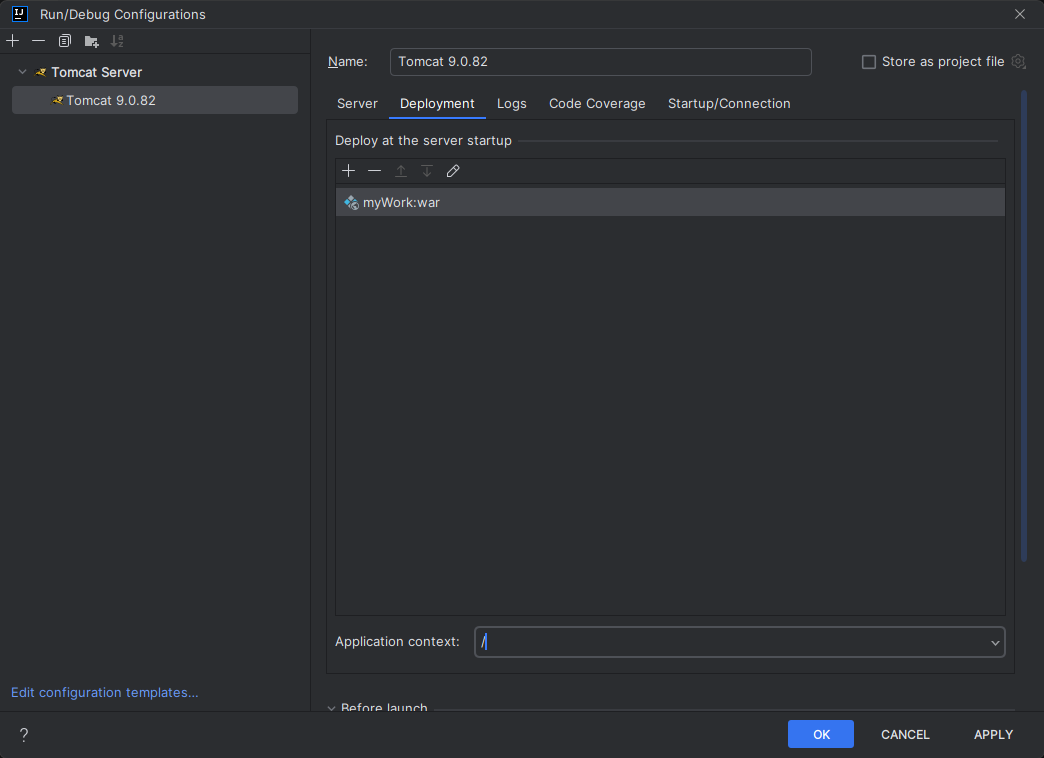 Run/Debug Configurations
Tomcat Server
Tomcat 9.0.82
Edit configuration templates...
Name: Tomcat 9.0.82 Store as project file
Server Deployment Logs Code Coverage Startup/Connection
Deploy at the server startup
myWork:war
Application context: /
Before launch
? OK CANCEL APPLY